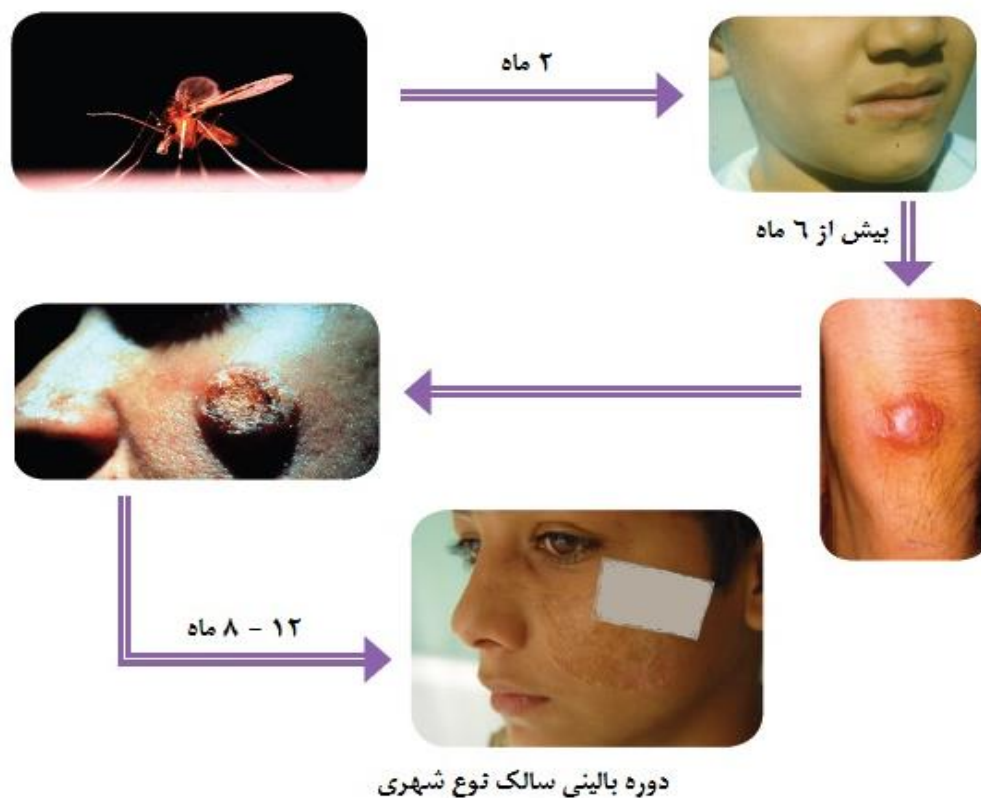 ۲ ماه
بیش از ٦ ماه
۱۲ - ۸ ماه
دوره بالینی سالک نوع شهری